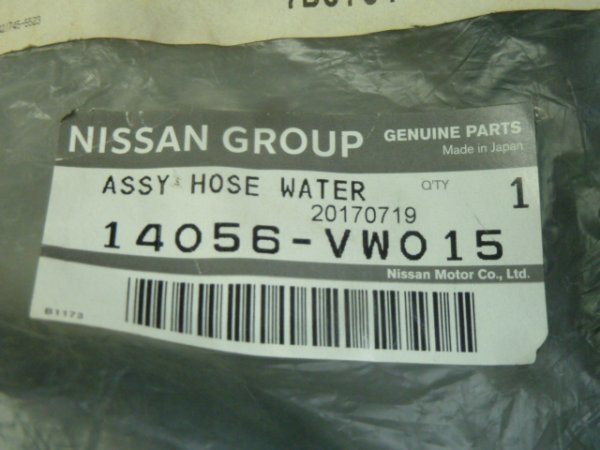 NISSAN GROUP
GENUINE PARTS
Made in Japan
ASSY HOSE WATER
Q'TY 1
20170719
14056-VW015
Nissan Motor Co., Ltd.
B1173